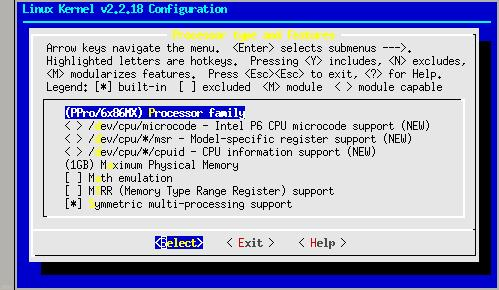 Linux Kernel v2.2.18 Configuration
Processor type and features
Arrow keys navigate the menu.  <Enter> selects submenus --->.
Highlighted letters are hotkeys.  Pressing <Y> includes, <N> excludes,
<M> modularizes features.  Press <Esc><Esc> to exit, <?> for Help.
Legend: [*] built-in  [ ] excluded  <M> module  < > module capable
(PPro/6x86MX) Processor family
< > /dev/cpu/microcode - Intel P6 CPU microcode support (NEW)
< > /dev/cpu/*/msr - Model-specific register support (NEW)
< > /dev/cpu/*/cpuid - CPU information support (NEW)
(1GB) Maximum Physical Memory
[ ] Math emulation
[ ] MTRR (Memory Type Range Register) support
[*] Symmetric multi-processing support
<Select>    < Exit >    < Help >